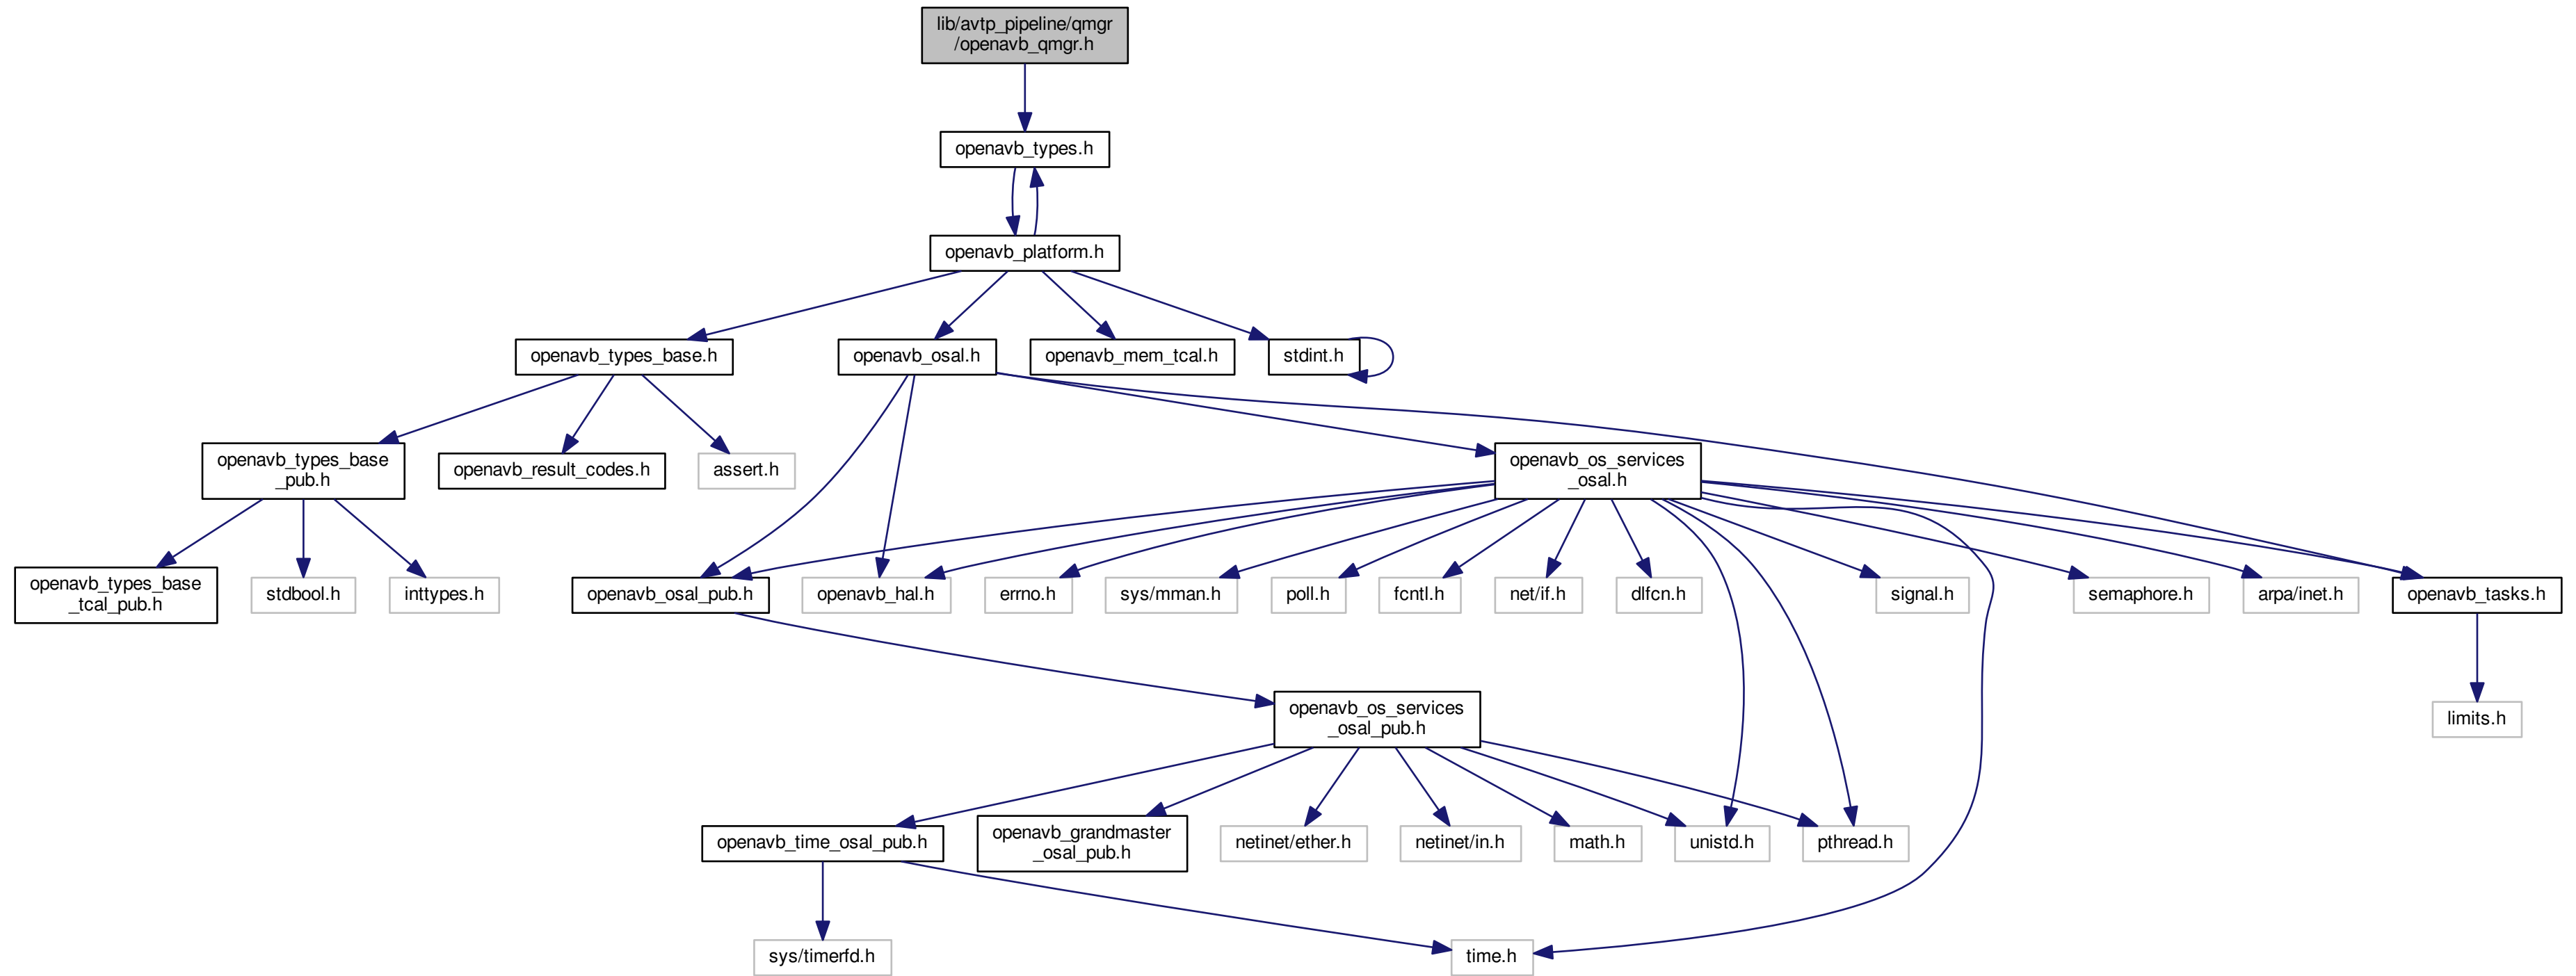 lib/avtp_pipeline/qmgr
/openavb_qmgr.h
openavb_types.h
openavb_platform.h
openavb_types_base.h
openavb_osal.h
openavb_mem_tcal.h
stdint.h
openavb_types_base
_pub.h
openavb_result_codes.h
assert.h
openavb_os_services
_osal.h
openavb_types_base
_tcal_pub.h
stdbool.h
inttypes.h
openavb_osal_pub.h
openavb_hal.h
errno.h
sys/mman.h
poll.h
fcntl.h
net/if.h
dlfcn.h
signal.h
semaphore.h
arpa/inet.h
openavb_tasks.h
openavb_os_services
_osal_pub.h
limits.h
openavb_time_osal_pub.h
openavb_grandmaster
_osal_pub.h
netinet/ether.h
netinet/in.h
math.h
unistd.h
pthread.h
sys/timerfd.h
time.h